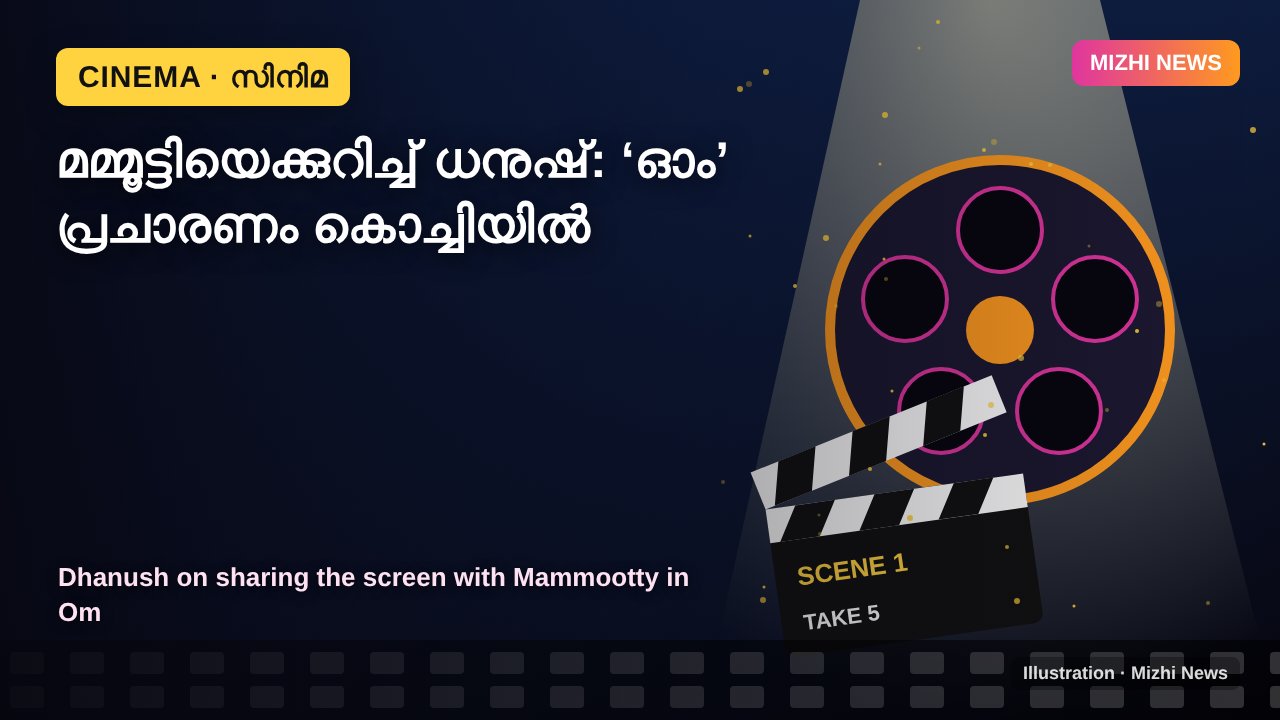 CINEMA · സിനിമ
MIZHI NEWS
മമ്മൂട്ടിയെക്കുറിച്ച് ധനുഷ്: ‘ഓം’
പ്രചാരണം കൊച്ചിയിൽ
SCENE 1
TAKE 5
Dhanush on sharing the screen with Mammootty in
Om
Illustration · Mizhi News